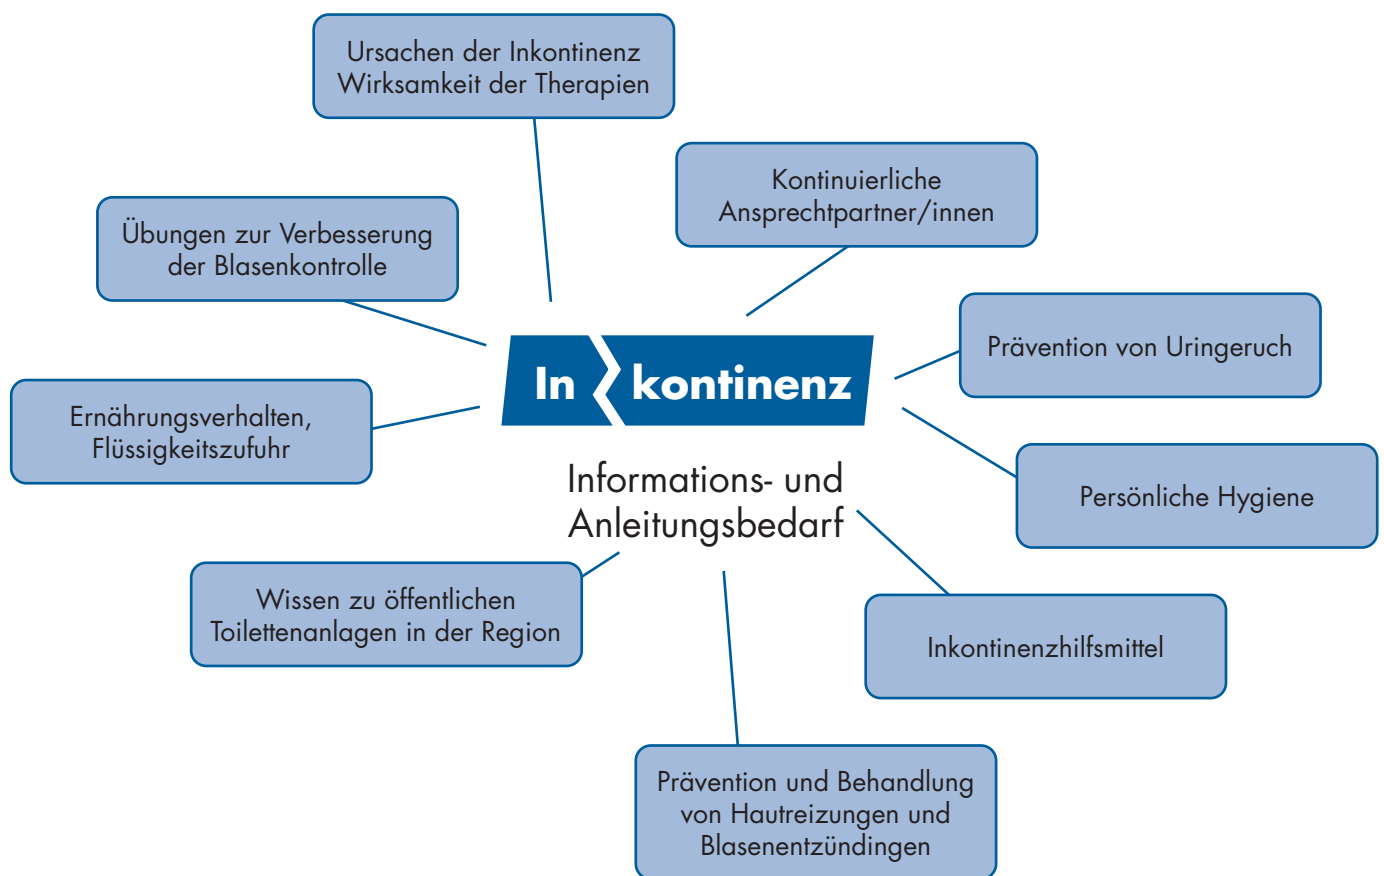 Ursachen der Inkontinenz
Wirksamkeit der Therapien
Kontinuierliche
Ansprechtpartner/innen
Übungen zur Verbesserung
der Blasenkontrolle
Prävention von Uringeruch
In kontinenz
Ernährungsverhalten,
Flüssigkeitszufuhr
Persönliche Hygiene
Informations- und
Anleitungsbedarf
Wissen zu öffentlichen
Toilettenanlagen in der Region
Inkontinenzhilfsmittel
Prävention und Behandlung
von Hautreizungen und
Blasenentzündingen